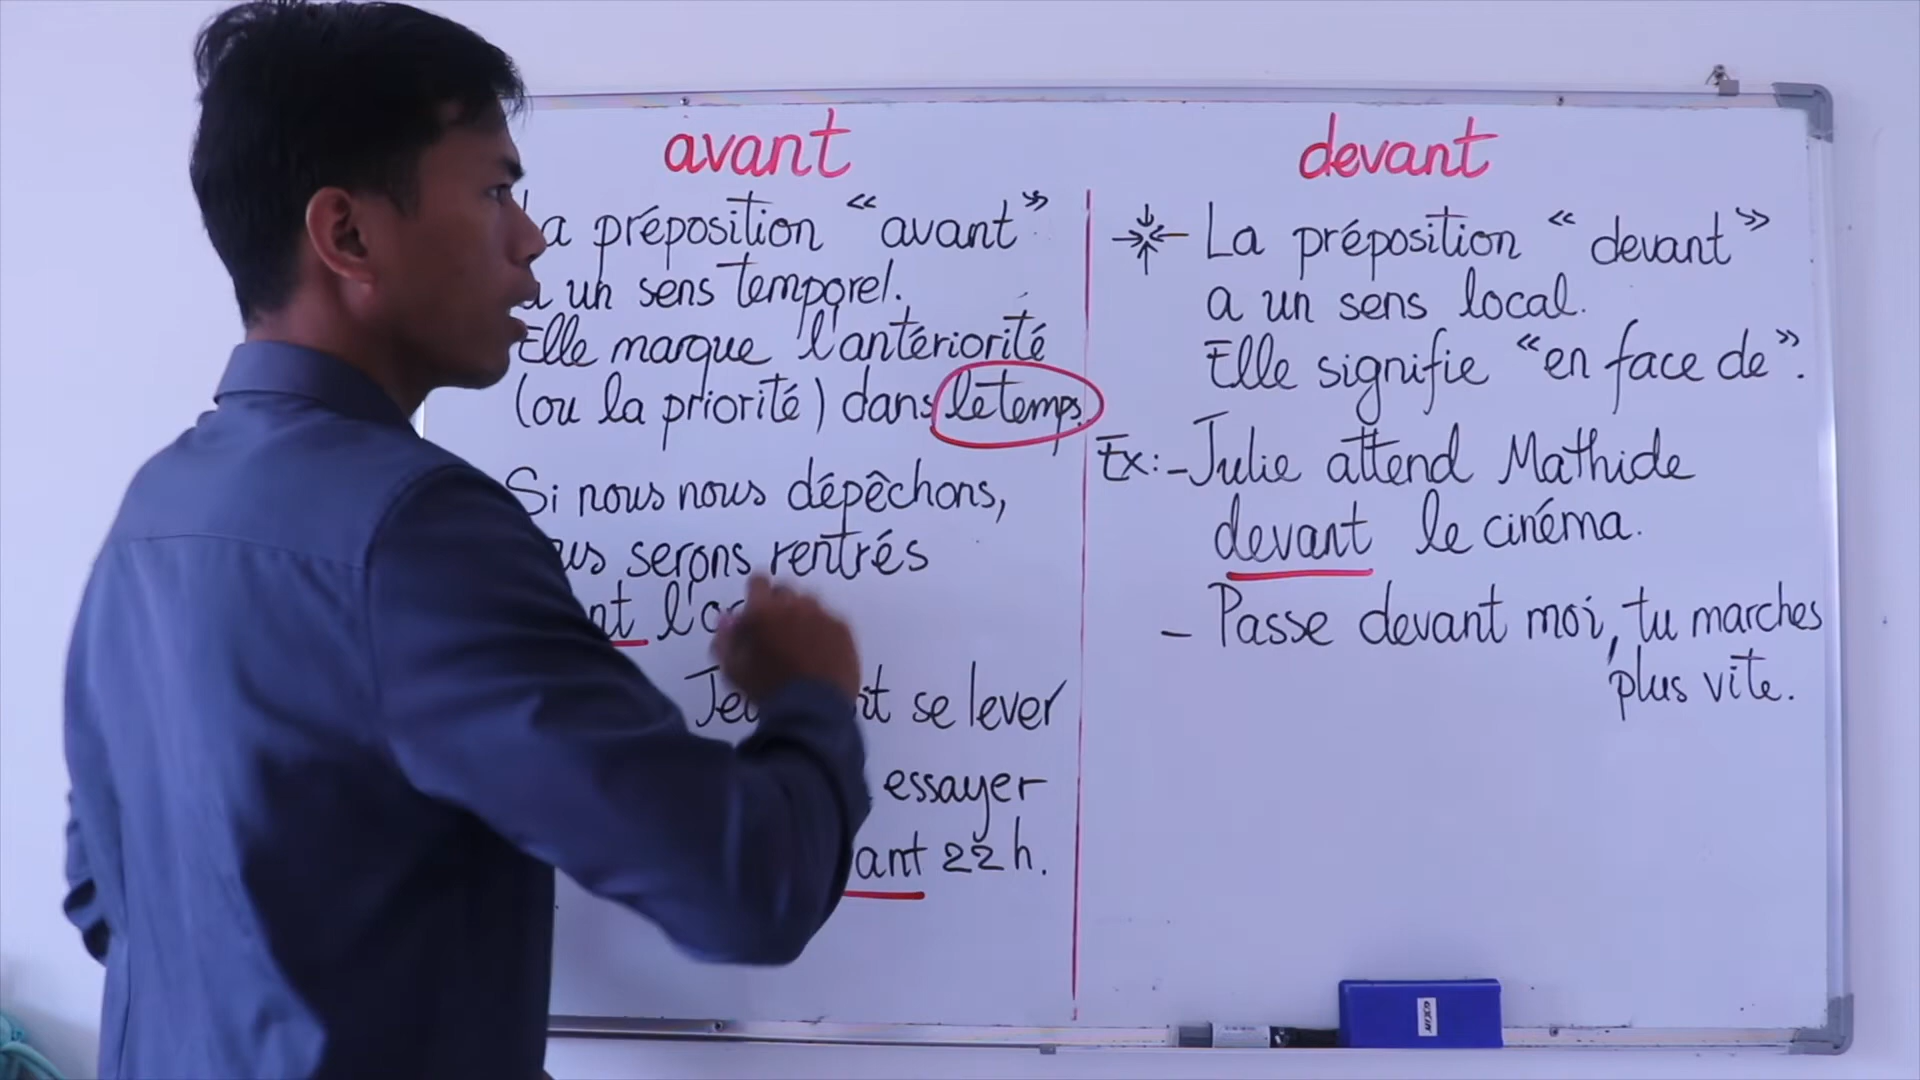 avant
La préposition “avant”
a un sens temporel.
Elle marque l'antériorité
(ou la priorité) dans le temps.
Si nous nous dépêchons,
serons rentrés
se lever
essayer
22h.
devant
La préposition “devant”
a un sens local.
Elle signifie “en face de”.
Ex: - Julie attend Mathide
devant le cinéma.
- Passe devant moi, tu marches
plus vite.